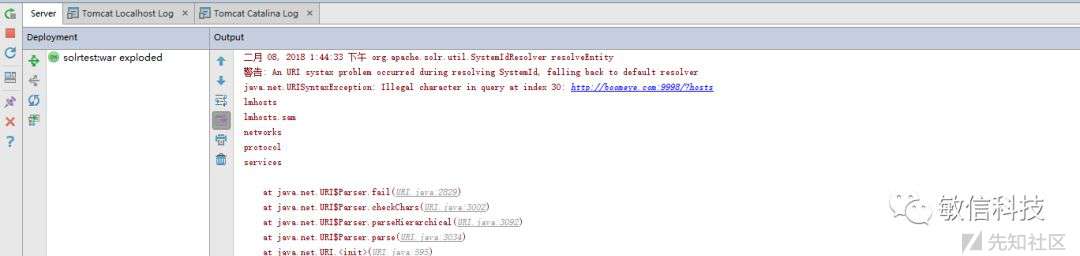 Server Tomcat Localhost Log × Tomcat Catalina Log ×
Deployment
Output
solrtest:war exploded
二月 08, 2018 1:44:33 下午 org.apache.solr.util.SystemIdResolver resolveEntity
警告: An URI systax problem occurred during resolving SystemId, falling back to default resolver
java.net.URISyntaxException: Illegal character in query at index 30: http://boomeye.com:9998/?hosts
lmhosts
lmhosts.sam
networks
protocol
services
at java.net.URI$Parser.fail(URI.java:2829)
at java.net.URI$Parser.checkChars(URI.java:3002)
at java.net.URI$Parser.parseHierarchical(URI.java:3092)
at java.net.URI$Parser.parse(URI.java:3034)
at java.net.URI.<init>(URI.java:595)
敏信科技
先知社区